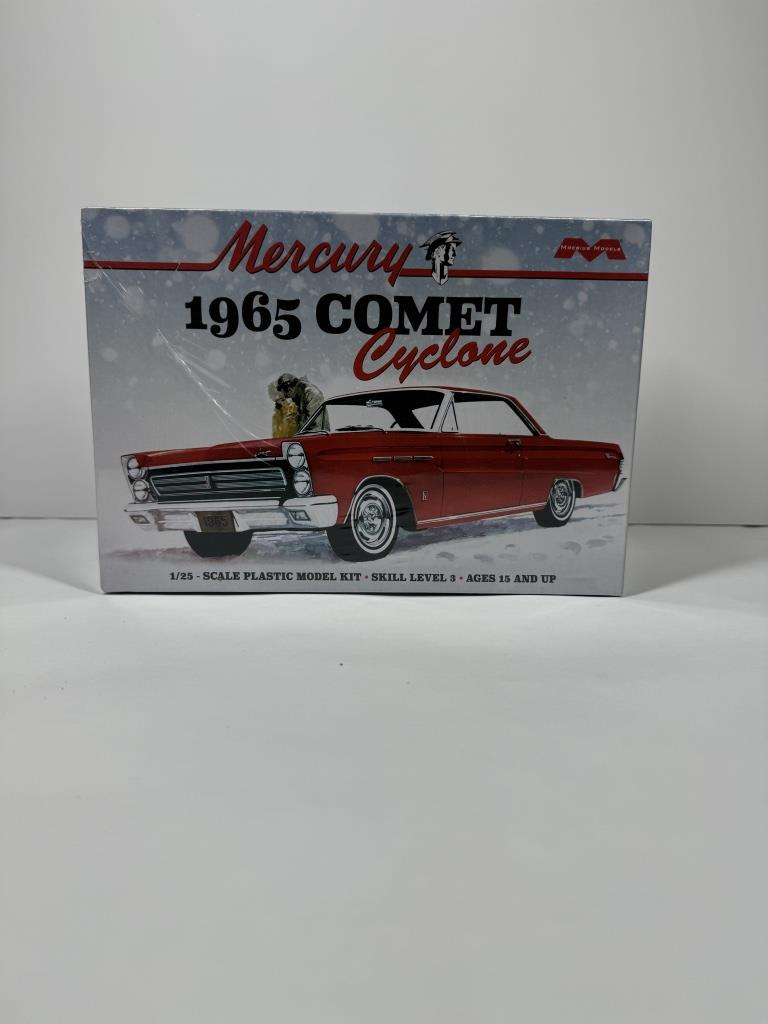 Mercury
MOEBIUS MODELS
1965 COMET
Cyclone
1965
1/25 - SCALE PLASTIC MODEL KIT • SKILL LEVEL 3 • AGES 15 AND UP